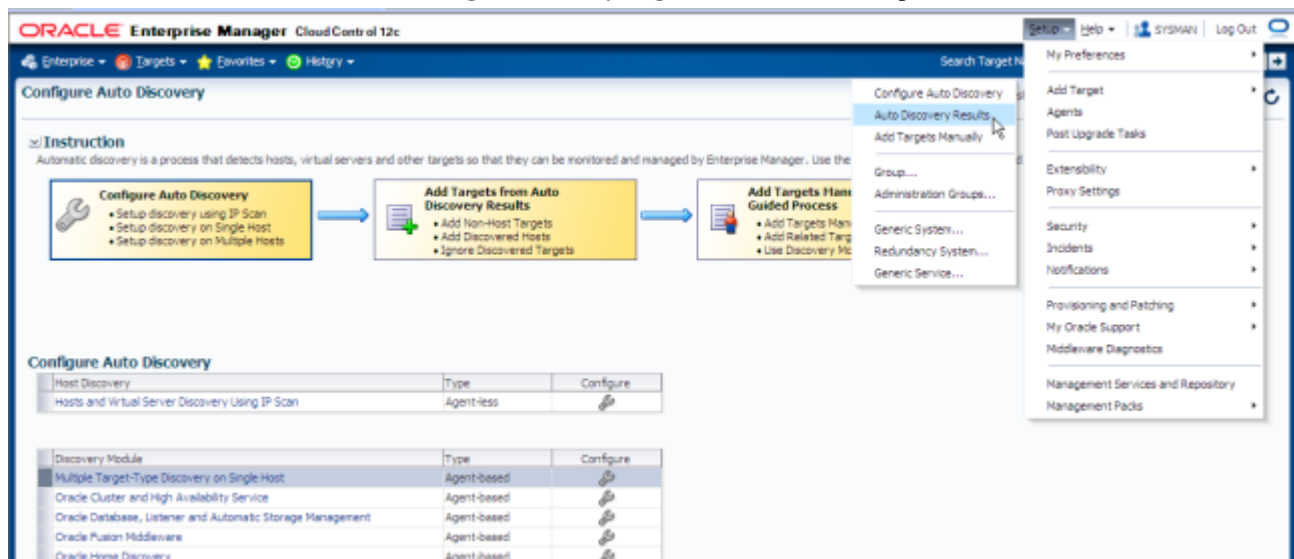 ORACLE Enterprise Manager Cloud Control 12c
Setup Help SYSMAN Log Out
Enterprise Targets Favorites History
Search Target N
Configure Auto Discovery
Instruction
Automatic discovery is a process that detects hosts, virtual servers and other targets so that they can be monitored and managed by Enterprise Manager. Use the
Configure Auto Discovery
Setup discovery using IP Scan
Setup discovery on Single Host
Setup discovery on Multiple Hosts
Add Targets from Auto
Discovery Results
Add Non-Host Targets
Add Discovered Hosts
Ignore Discovered Targets
Add Targets Man
Guided Process
Add Targets Man
Add Related Targ
Use Discovery Mo
Configure Auto Discovery
Auto Discovery Results
Add Targets Manually
Group...
Administration Groups...
Generic System...
Redundancy System...
Generic Service...
My Preferences
Add Target
Agents
Post Upgrade Tasks
Extensibility
Proxy Settings
Security
Incidents
Notifications
Provisioning and Patching
My Oracle Support
Middleware Diagnostics
Management Services and Repository
Management Packs
Configure Auto Discovery
Host Discovery Type Configure
Hosts and Virtual Server Discovery Using IP Scan Agent-less
Discovery Module Type Configure
Multiple Target-Type Discovery on Single Host Agent-based
Oracle Cluster and High Availability Service Agent-based
Oracle Database, Listener and Automatic Storage Management Agent-based
Oracle Fusion Middleware Agent-based
Oracle Home Discovery Agent-based